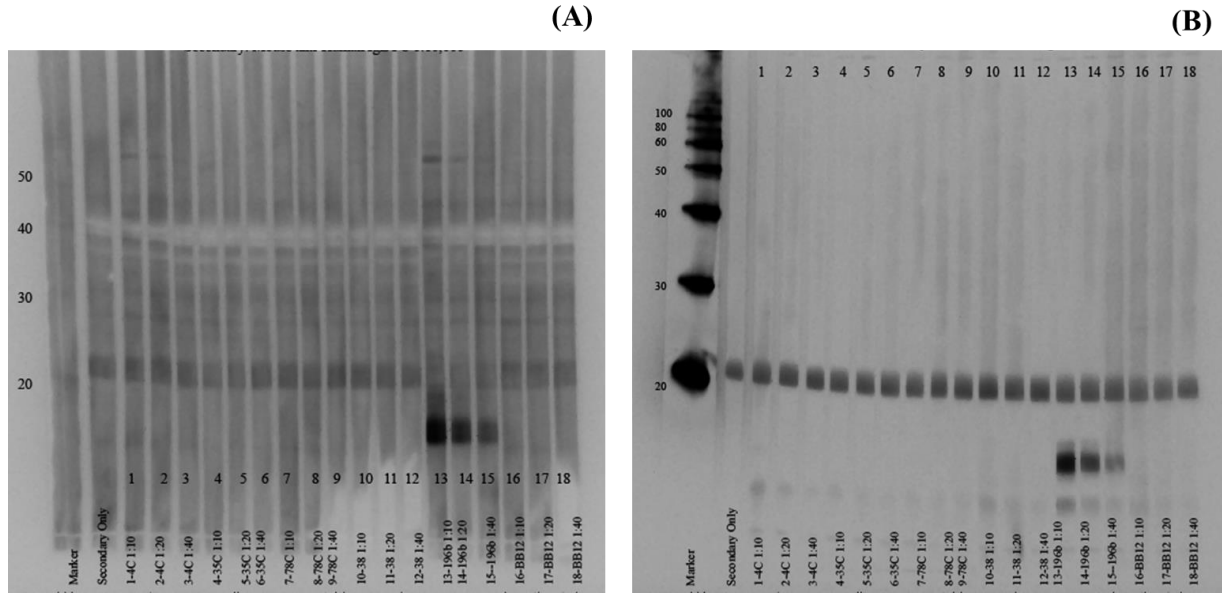 (A)
(B)
50
40
30
20
1 2 3 4 5 6 7 8 9 10 11 12 13 14 15 16 17 18
Marker
Secondary Only
1-4C 1:10
2-4C 1:20
3-4C 1:40
4-35C 1:10
5-35C 1:20
6-35C 1:40
7-78C 1:10
8-78C 1:20
9-78C 1:40
10-38 1:10
11-38 1:20
12-38 1:40
13-196b 1:10
14-196b 1:20
15--196b 1:40
16-BB12 1:10
17-BB12 1:20
18-BB12 1:40
1 2 3 4 5 6 7 8 9 10 11 12 13 14 15 16 17 18
100
80
60
50
40
30
20
Marker
Secondary Only
1-4C 1:10
2-4C 1:20
3-4C 1:40
4-35C 1:10
5-35C 1:20
6-35C 1:40
7-78C 1:10
8-78C 1:20
9-78C 1:40
10-38 1:10
11-38 1:20
12-38 1:40
13-196b 1:10
14-196b 1:20
15--196b 1:40
16-BB12 1:10
17-BB12 1:20
18-BB12 1:40